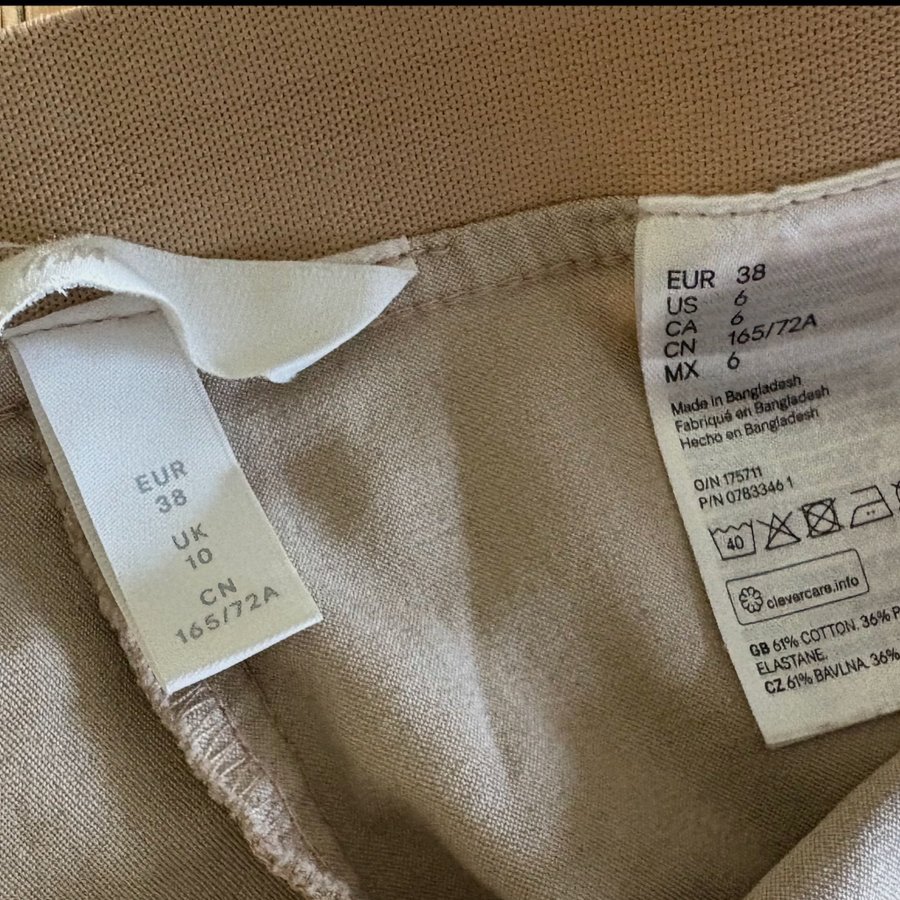 EUR
38
UK
10
CN
165/72A
EUR 38
US 6
CA 6
CN 165/72A
MX 6
Made in Bangladesh
Fabriqué en Bangladesh
Hecho en Bangladesh
O/N 175711
P/N 0783346 1
40
clevercare.info
GB 61% COTTON. 36% P
ELASTANE.
CZ 61% BAVLNA. 36%